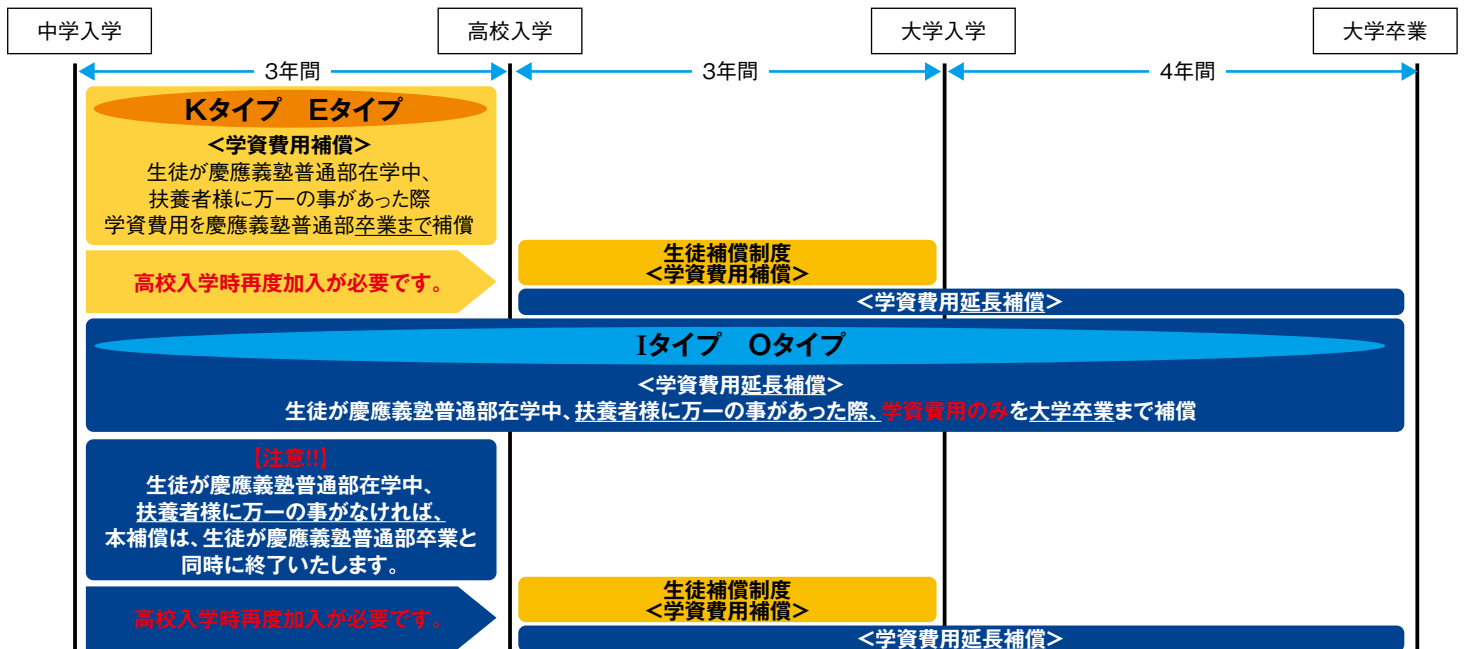 中学入学
高校入学
大学入学
大学卒業
3年間
3年間
4年間
Kタイプ　Eタイプ
＜学資費用補償＞
生徒が慶應義塾普通部在学中、
扶養者様に万一の事があった際
学資費用を慶應義塾普通部卒業まで補償
高校入学時再度加入が必要です。
生徒補償制度
＜学資費用補償＞
＜学資費用延長補償＞
Iタイプ　Oタイプ
＜学資費用延長補償＞
生徒が慶應義塾普通部在学中、扶養者様に万一の事があった際、学資費用のみを大学卒業まで補償
【注意!!】
生徒が慶應義塾普通部在学中、
扶養者様に万一の事がなければ、
本補償は、生徒が慶應義塾普通部卒業と
同時に終了いたします。
高校入学時再度加入が必要です。
生徒補償制度
＜学資費用補償＞
＜学資費用延長補償＞